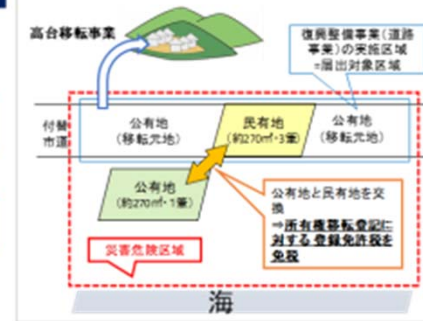 高台移転事業
復興整備事業(道路
事業)の実施区域
=届出対象区域
付替
市道
公有地
(移転元地)
民有地
(約270㎡・3筆)
公有地
(移転元地)
公有地
(約270㎡・1筆)
公有地と民有地を交
換
⇒所有権移転登記に
対する登録免許税を
免税
災害危険区域
海